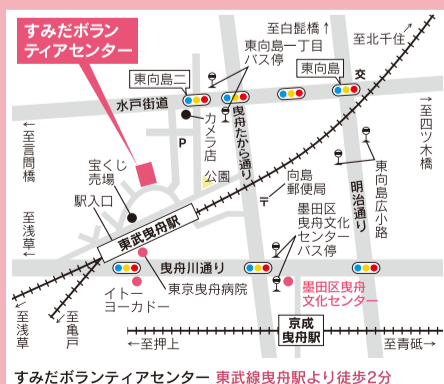 すみだボラン
ティアセンター
至白髭橋↑
至北千住
東向島一丁目
バス停
東向島二
東向島
交
水戸街道
カメラ店
P
←至言問橋
宝くじ
売場
公園
曳舟たから通り
向島
郵便局
〒
明治通り
東向島広小路
→至四ツ木橋
駅入口
←至浅草
東武曳舟駅
墨田区
曳舟文化
センター
バス停
曳舟川通り
イトー
ヨーカドー
東京曳舟病院
墨田区曳舟
文化センター
至浅草
至亀戸
京成
曳舟駅
←至押上
→至青砥
すみだボランティアセンター 東武線曳舟駅より徒歩2分